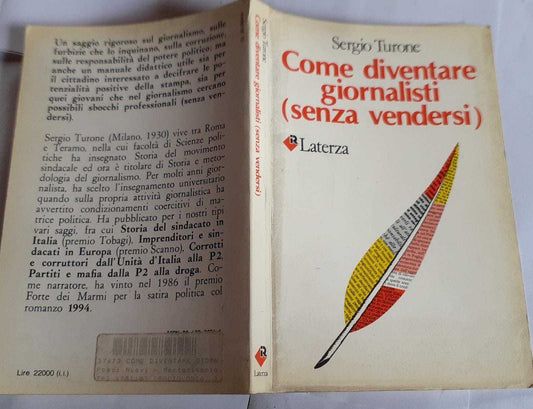 Un saggio rigoroso sul giornalismo, sulle
furbizie che lo inquinano, sulla corruzione,
sulle responsabilità del potere politico; ma
anche un manuale didattico utile sia per
il cittadino interessato a decifrare le po-
tenzialità positive della stampa, sia per
quei giovani che nel giornalismo cercano
possibili sbocchi professionali (senza ven-
dersi).
Sergio Turone (Milano, 1930) vive tra Roma
e Teramo, nella cui facoltà di Scienze poli-
tiche ha insegnato Storia del movimento
sindacale ed ora è titolare di Storia e meto-
dologia del giornalismo. Per molti anni gior-
nalista, ha scelto l'insegnamento universitario
quando sulla propria attività giornalistica ha
avvertito condizionamenti coercitivi di ma-
trice politica. Ha pubblicato per i nostri tipi
vari saggi, fra cui Storia del sindacato in
Italia (premio Tobagi), Imprenditori e sin-
dacati in Europa (premio Scanno), Corrotti
e corruttori dall'Unità d'Italia alla P2,
Partiti e mafia dalla P2 alla droga. Co-
me narratore, ha vinto nel 1986 il premio
Forte dei Marmi per la satira politica col
romanzo 1994.
COME DIVENTARE GIORN
Lire 22000 (i.i.)
Sergio Turone
Come diventare giornalisti (senza vendersi)
Laterza
Sergio Turone
Come diventare
giornalisti
(senza vendersi)
Laterza